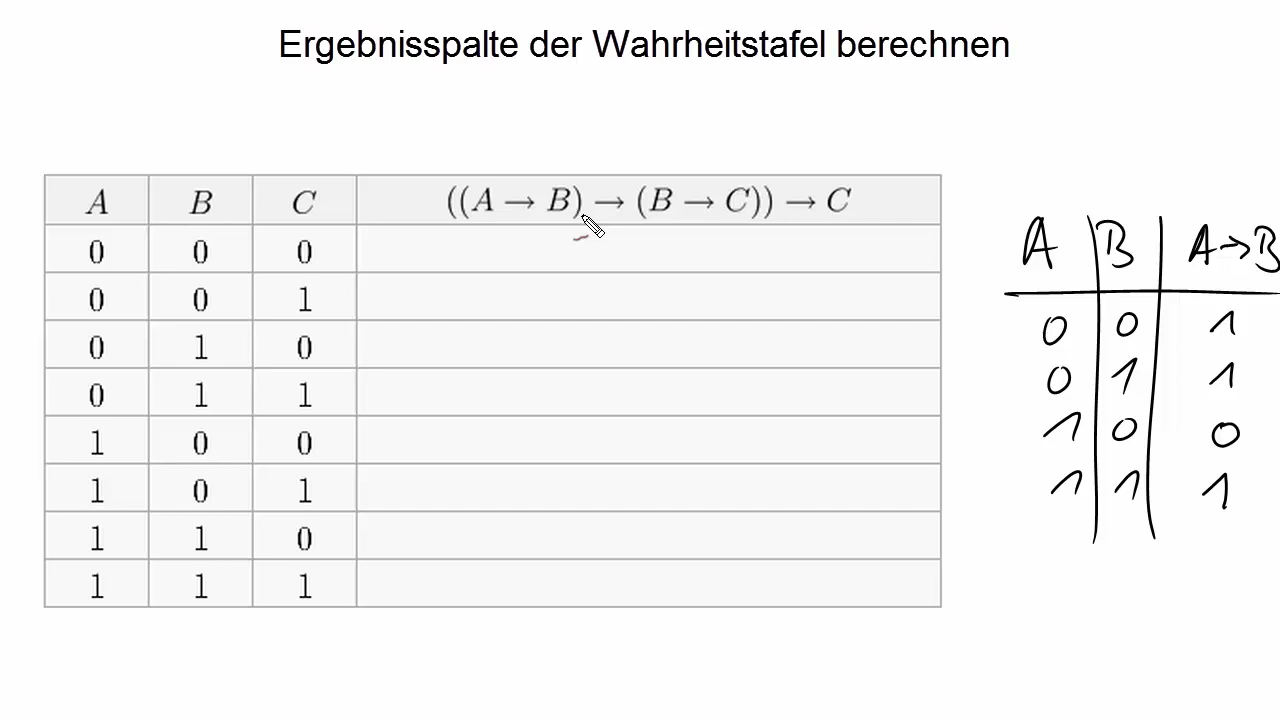 Ergebnisspalte der Wahrheitstafel berechnen
A B C ((A → B) → (B → C)) → C
0 0 0
0 0 1
0 1 0
0 1 1
1 0 0
1 0 1
1 1 0
1 1 1
A B A→B
0 0 1
0 1 1
1 0 0
1 1 1